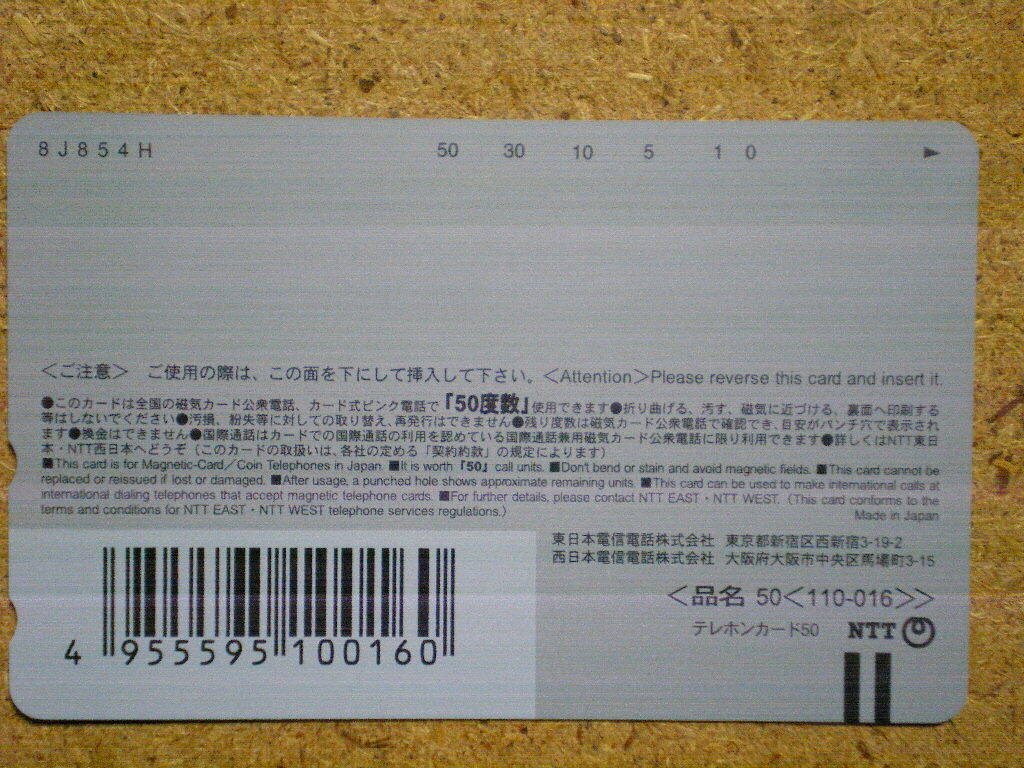 8J854H 50 30 10 5 1 0
＜ご注意＞ ご使用の際は、この面を下にして挿入して下さい。＜Attention＞Please reverse this card and insert it.
●このカードは全国の磁気カード公衆電話、カード式ピンク電話で「50度数」使用できます●折り曲げる、汚す、磁気に近づける、裏面へ印刷する
等はしないでください●汚損、紛失等に対しての取り替え、再発行はできません●残り度数は磁気カード公衆電話で確認でき、目安がパンチ穴で表示され
ます●換金はできません●国際通話はカードでの国際通話の利用を認めている国際通話兼用磁気カード公衆電話に限り利用できます●詳しくはNTT東日
本・NTT西日本へどうぞ（このカードの取扱いは、各社の定める「契約約款」の規定によります）
■This card is for Magnetic-Card／Coin Telephones in Japan. ■It is worth「50」call units. ■Don't bend or stain and avoid magnetic fields. ■This card cannot be
replaced or reissued if lost or damaged. ■After usage, a punched hole shows approximate remaining units. ■This card can be used to make international calls at
international dialing telephones that accept magnetic telephone cards. ■For further details, please contact NTT EAST・NTT WEST.（This card conforms to the
terms and conditions for NTT EAST・NTT WEST telephone services regulations.）
Made in Japan
東日本電信電話株式会社 東京都新宿区西新宿3-19-2
西日本電信電話株式会社 大阪府大阪市中央区馬場町3-15
＜品名 50＜110-016＞＞
テレホンカード50 NTT
4 955595 100160